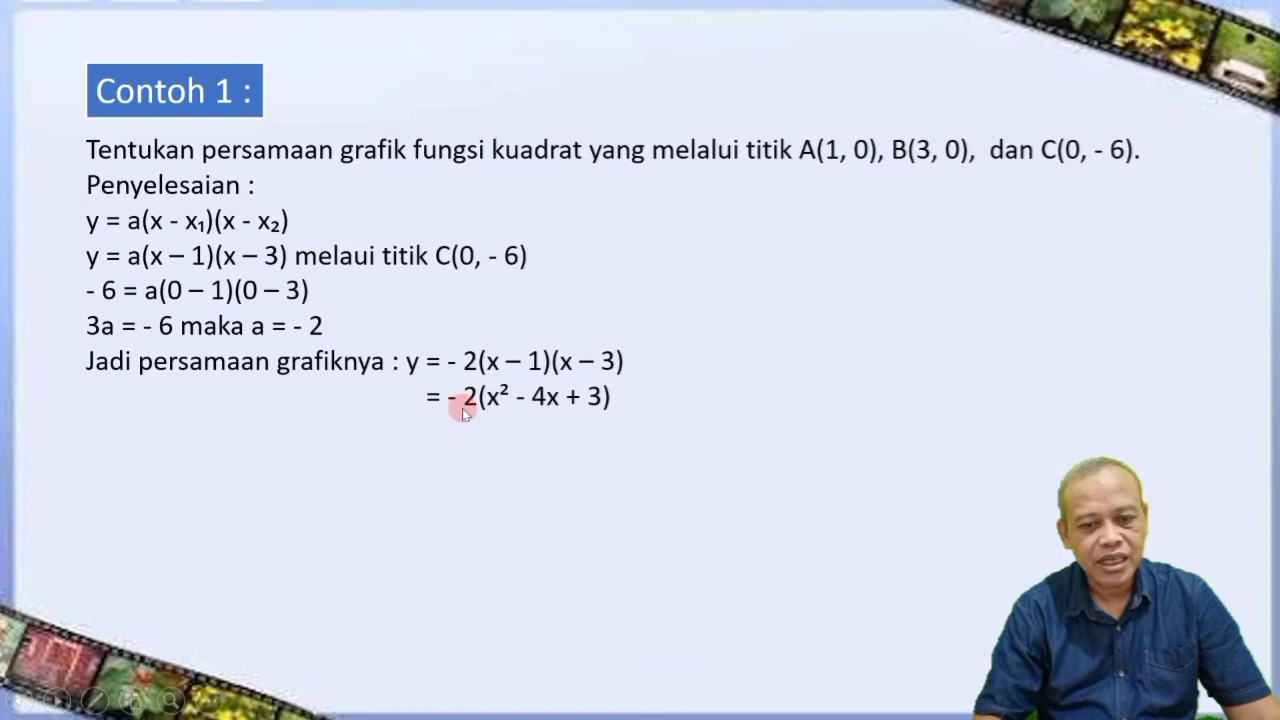 Contoh 1 :
Tentukan persamaan grafik fungsi kuadrat yang melalui titik A(1, 0), B(3, 0),  dan C(0, - 6).
Penyelesaian :
y = a(x - x₁)(x - x₂)
y = a(x – 1)(x – 3) melaui titik C(0, - 6)
- 6 = a(0 – 1)(0 – 3)
3a = - 6 maka a = - 2
Jadi persamaan grafiknya : y = - 2(x – 1)(x – 3)
= - 2(x² - 4x + 3)